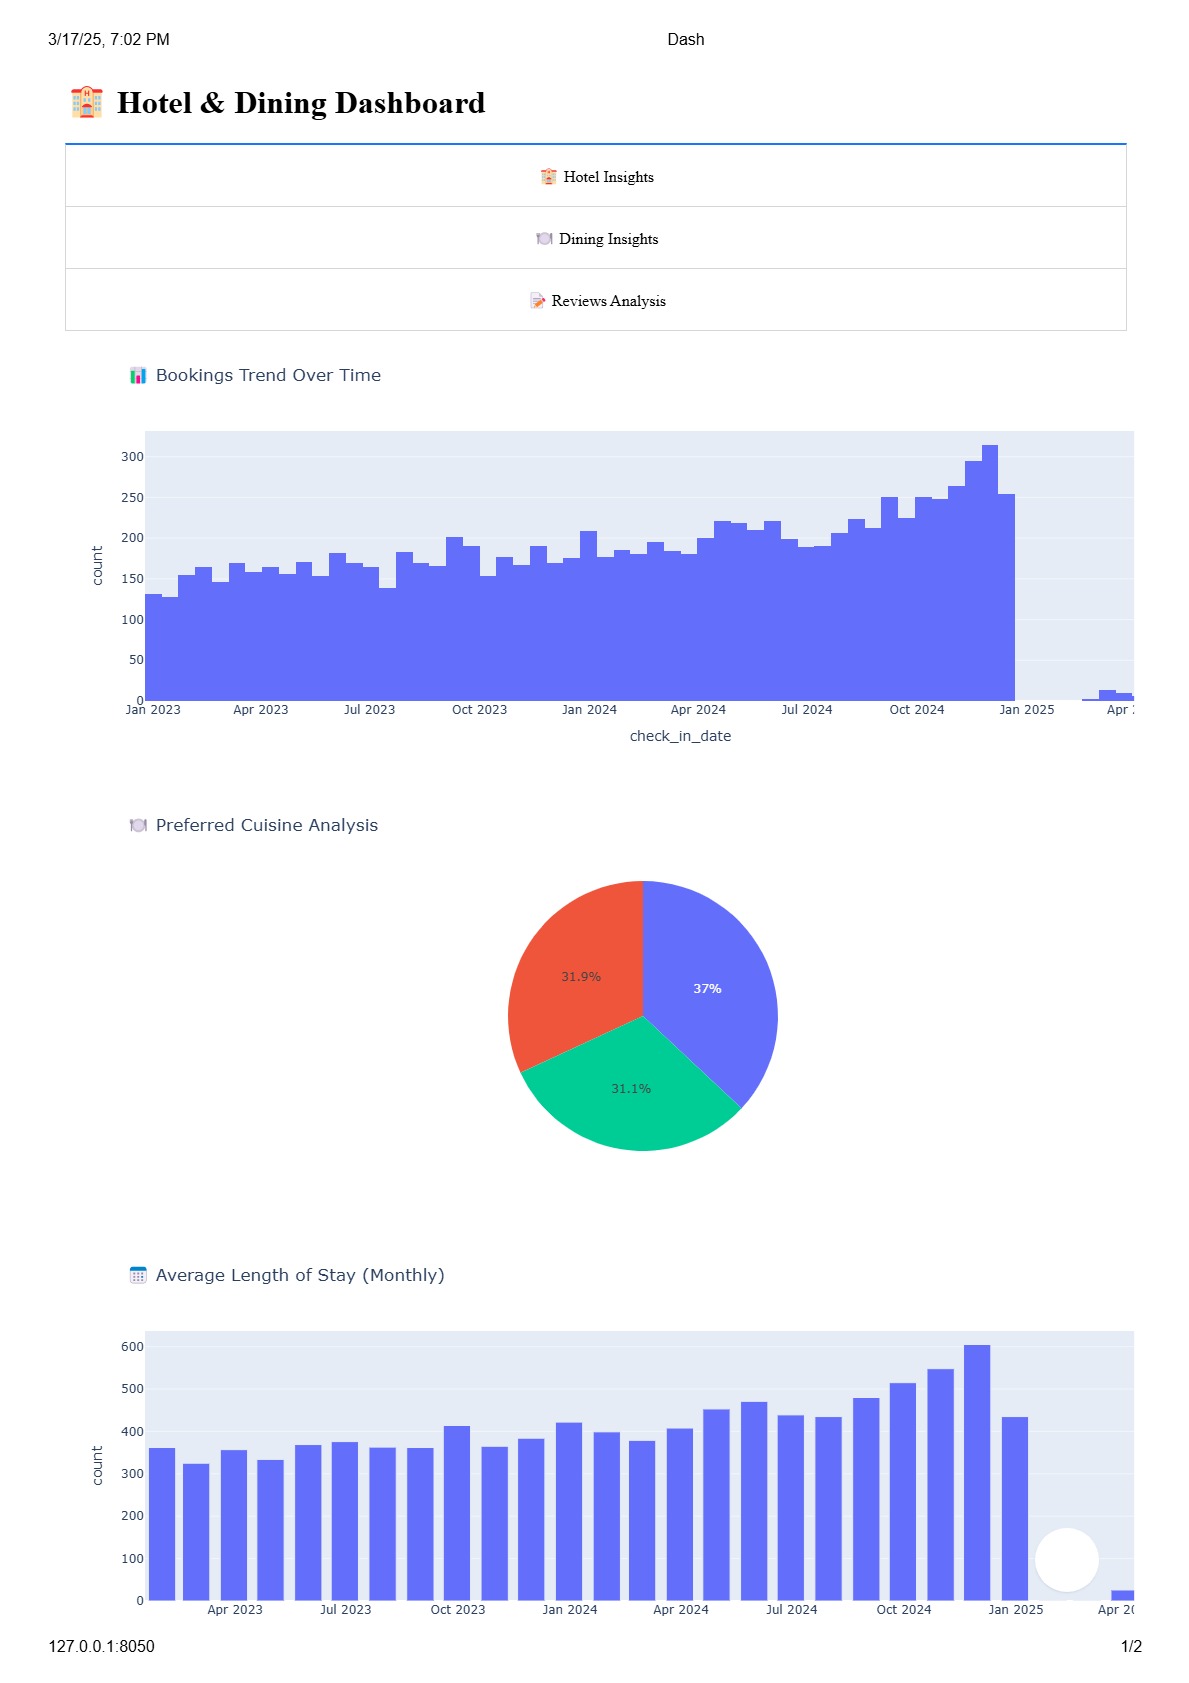 3/17/25, 7:02 PM
Dash
Hotel & Dining Dashboard
Hotel Insights
Dining Insights
Reviews Analysis
Bookings Trend Over Time
300
250
200
150
100
50
0
count
Jan 2023 Apr 2023 Jul 2023 Oct 2023 Jan 2024 Apr 2024 Jul 2024 Oct 2024 Jan 2025 Apr
check_in_date
Preferred Cuisine Analysis
31.9%
37%
31.1%
Average Length of Stay (Monthly)
600
500
400
300
200
100
0
count
Apr 2023 Jul 2023 Oct 2023 Jan 2024 Apr 2024 Jul 2024 Oct 2024 Jan 2025 Apr 20
127.0.0.1:8050
1/2